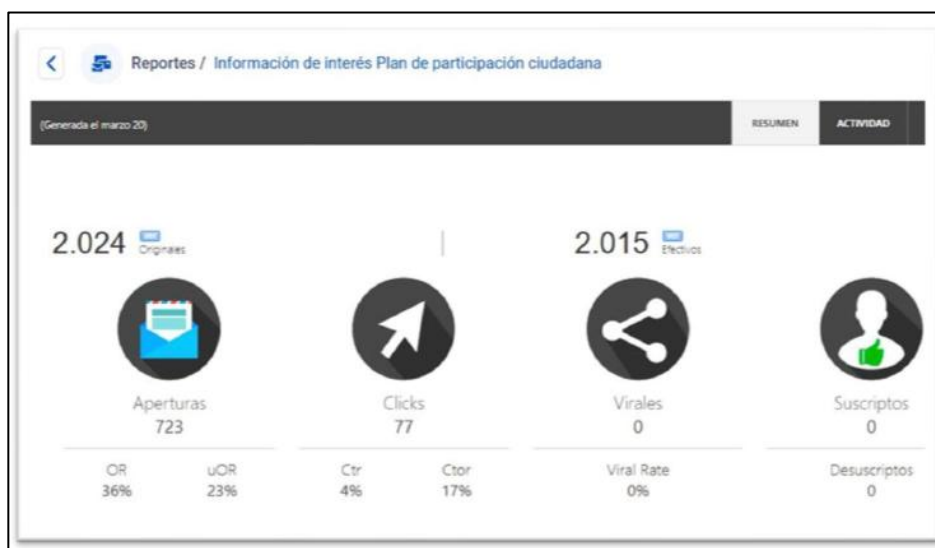 Reportes / Información de interés Plan de participación ciudadana
(Generada el marzo 20)
RESUMEN
ACTIVIDAD
2.024 Originales
2.015 Efectivos
Aperturas
723
Clicks
77
Virales
0
Suscriptos
0
OR
36%
uOR
23%
Ctr
4%
Ctor
17%
Viral Rate
0%
Desuscriptos
0